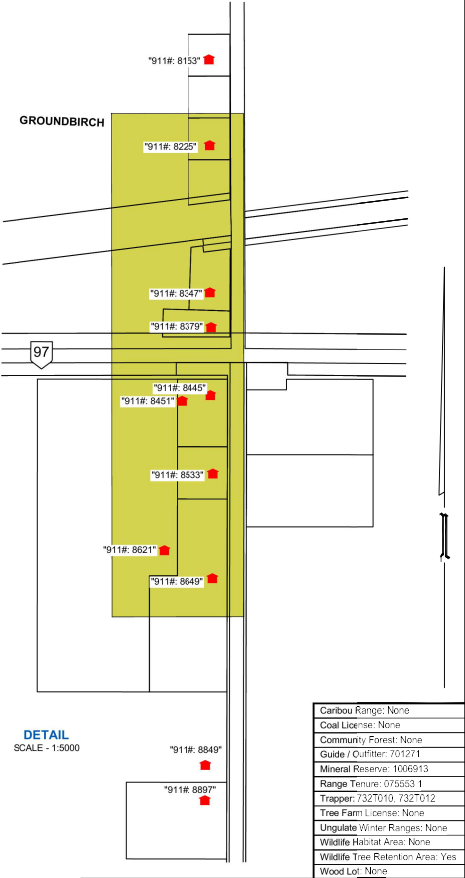 "911#: 8153"
GROUNDBIRCH
"911#: 8225"
"911#: 8347"
"911#: 8379"
97
"911#: 8445"
"911#: 8451"
"911#: 8533"
"911#: 8621"
"911#: 8649"
DETAIL
SCALE - 1:5000
"911#: 8849"
"911#: 8897"
Caribou Range: None
Coal License: None
Community Forest: None
Guide / Outfitter: 701271
Mineral Reserve: 1006913
Range Tenure: 075553 1
Trapper: 732T010, 732T012
Tree Farm License: None
Ungulate Winter Ranges: None
Wildlife Habitat Area: None
Wildlife Tree Retention Area: Yes
Wood Lot: None